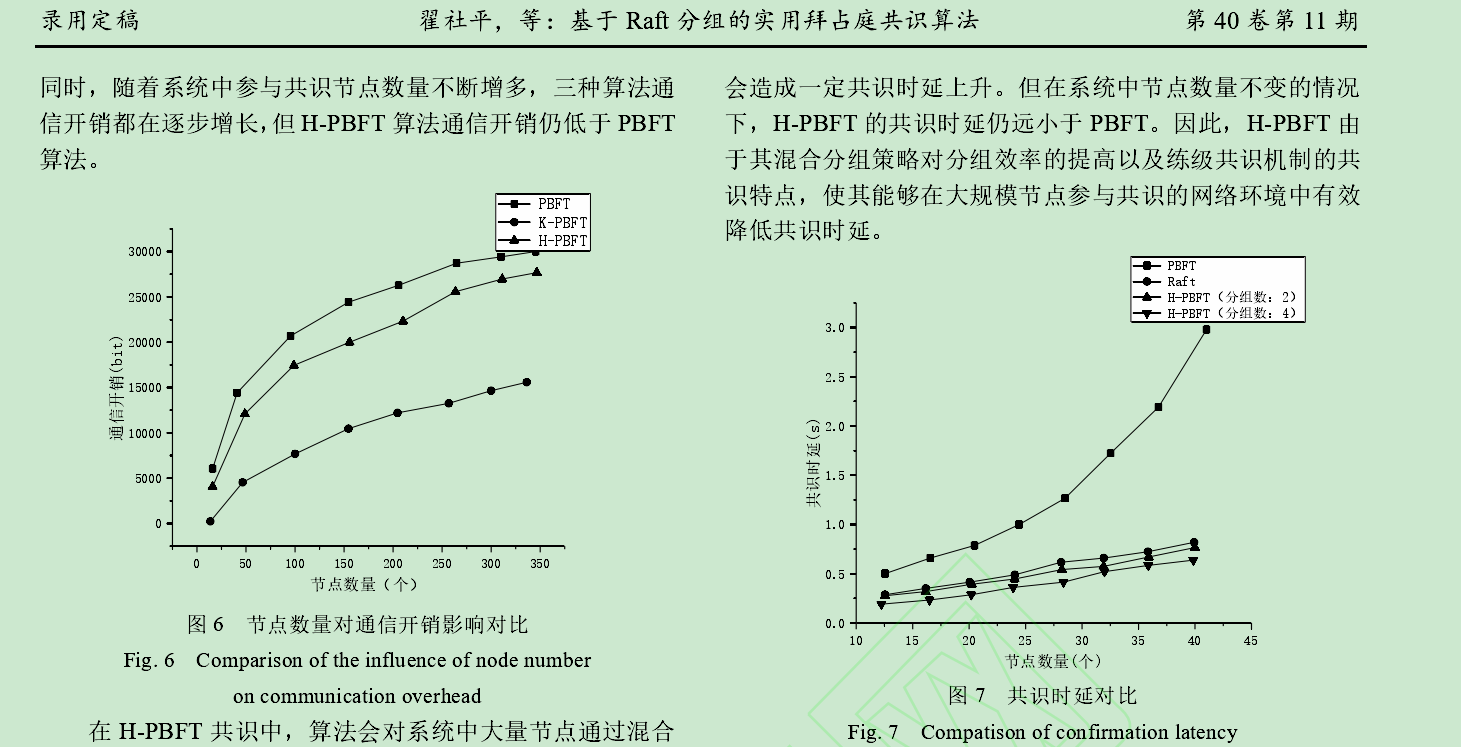 录用定稿
翟社平，等：基于 Raft 分组的实用拜占庭共识算法
第 40 卷第 11 期
同时，随着系统中参与共识节点数量不断增多，三种算法通
信开销都在逐步增长，但 H-PBFT 算法通信开销仍低于 PBFT
算法。
PBFT
K-PBFT
H-PBFT
30000
25000
20000
15000
10000
5000
0
通信开销(bit)
0 50 100 150 200 250 300 350
节点数量（个）
图 6 节点数量对通信开销影响对比
Fig. 6 Comparison of the influence of node number
on communication overhead
在 H-PBFT 共识中，算法会对系统中大量节点通过混合
会造成一定共识时延上升。但在系统中节点数量不变的情况
下，H-PBFT 的共识时延仍远小于 PBFT。因此，H-PBFT 由
于其混合分组策略对分组效率的提高以及练级共识机制的共
识特点，使其能够在大规模节点参与共识的网络环境中有效
降低共识时延。
PBFT
Raft
H-PBFT（分组数：2）
H-PBFT（分组数：4）
3.0
2.5
2.0
1.5
1.0
0.5
0.0
共识时延(s)
10 15 20 25 30 35 40 45
节点数量(个)
图 7 共识时延对比
Fig. 7 Compatison of confirmation latency